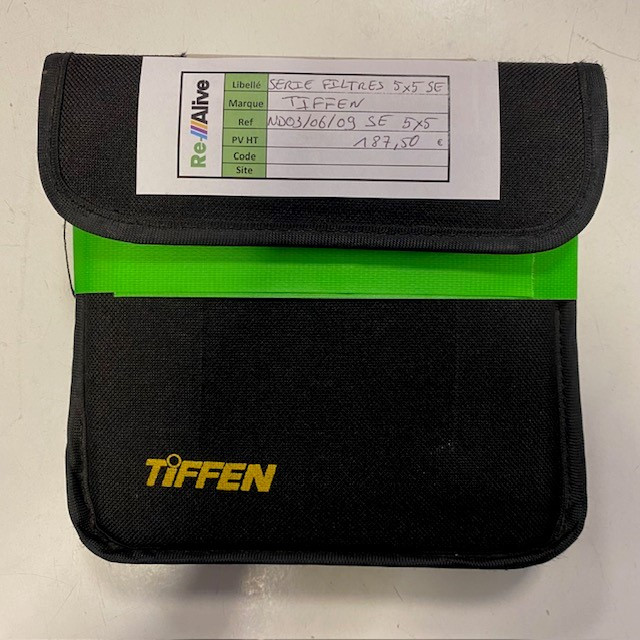 Re///Alive
Libellé SERIE FILTRES 5x5 SE
Marque TIFFEN
Ref ND03/06/09 SE 5x5
PV HT 187,50 €
Code
Site
TiFFEN